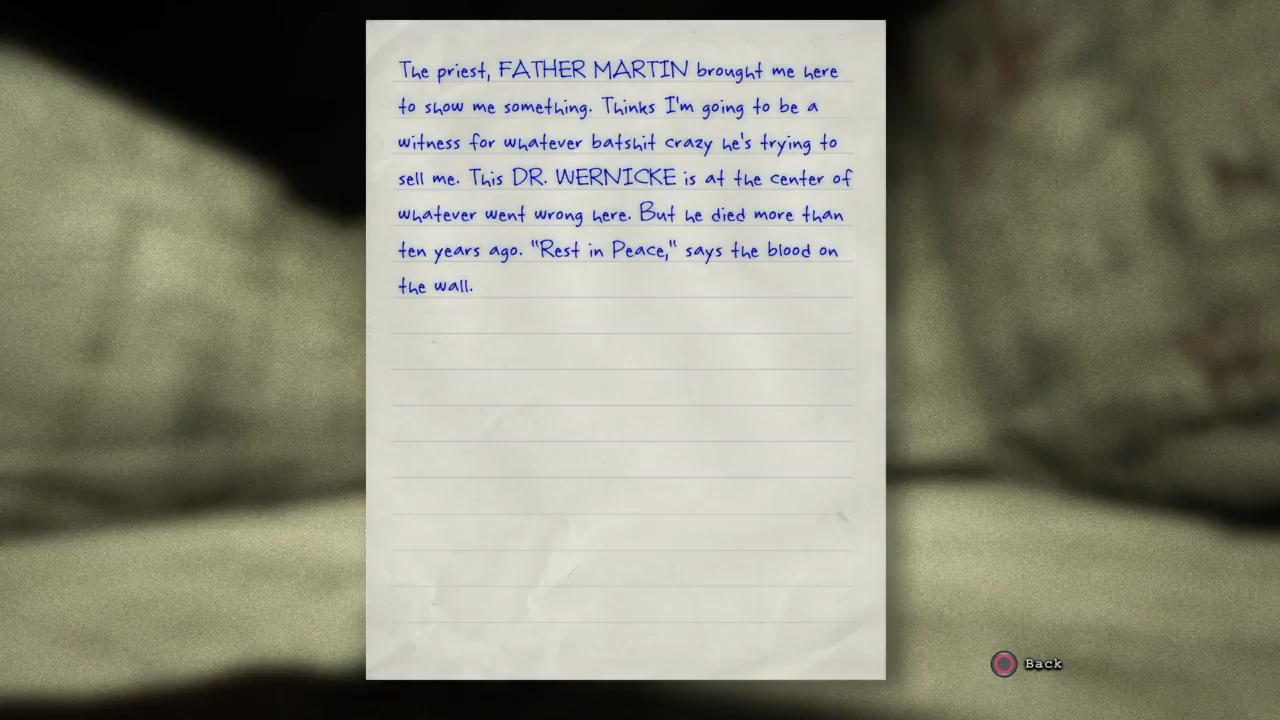 The priest, FATHER MARTIN brought me here
to show me something. Thinks I'm going to be a
witness for whatever batshit crazy he's trying to
sell me. This DR. WERNICKE is at the center of
whatever went wrong here. But he died more than
ten years ago. "Rest in Peace," says the blood on
the wall.
Back